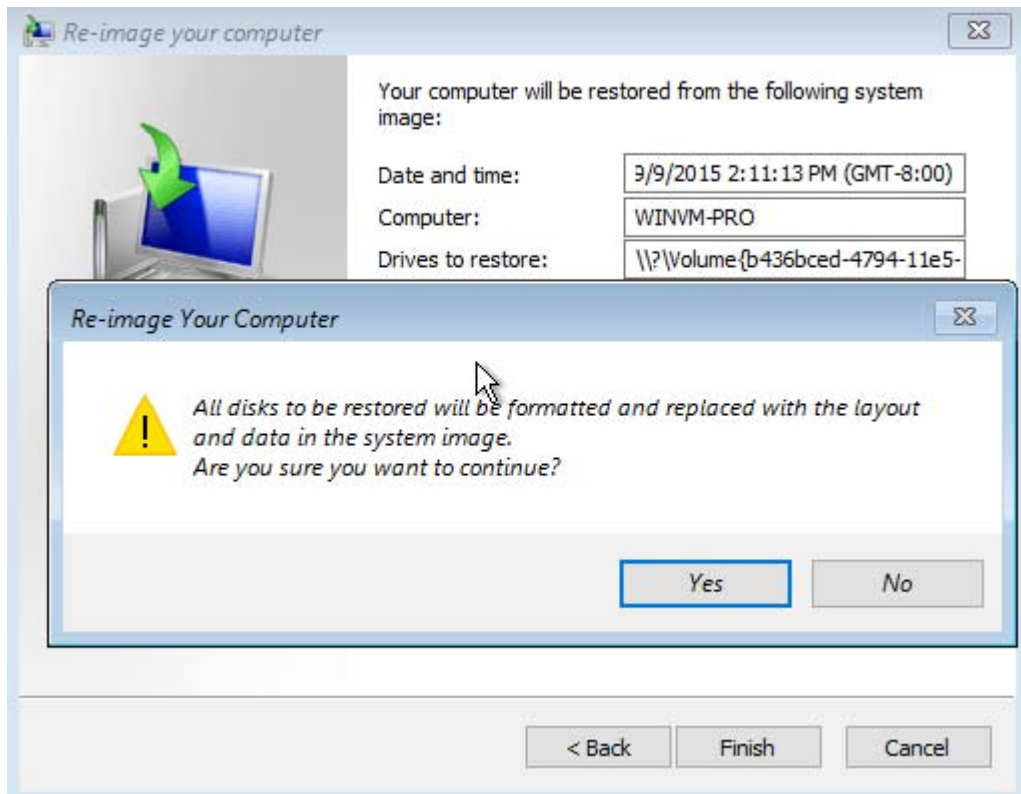 Re-image your computer
Your computer will be restored from the following system
image:
Date and time:
9/9/2015 2:11:13 PM (GMT-8:00)
Computer:
WINVM-PRO
Drives to restore:
\\?\Volume{b436bced-4794-11e5-
Re-image Your Computer
All disks to be restored will be formatted and replaced with the layout
and data in the system image.
Are you sure you want to continue?
Yes
No
< Back
Finish
Cancel